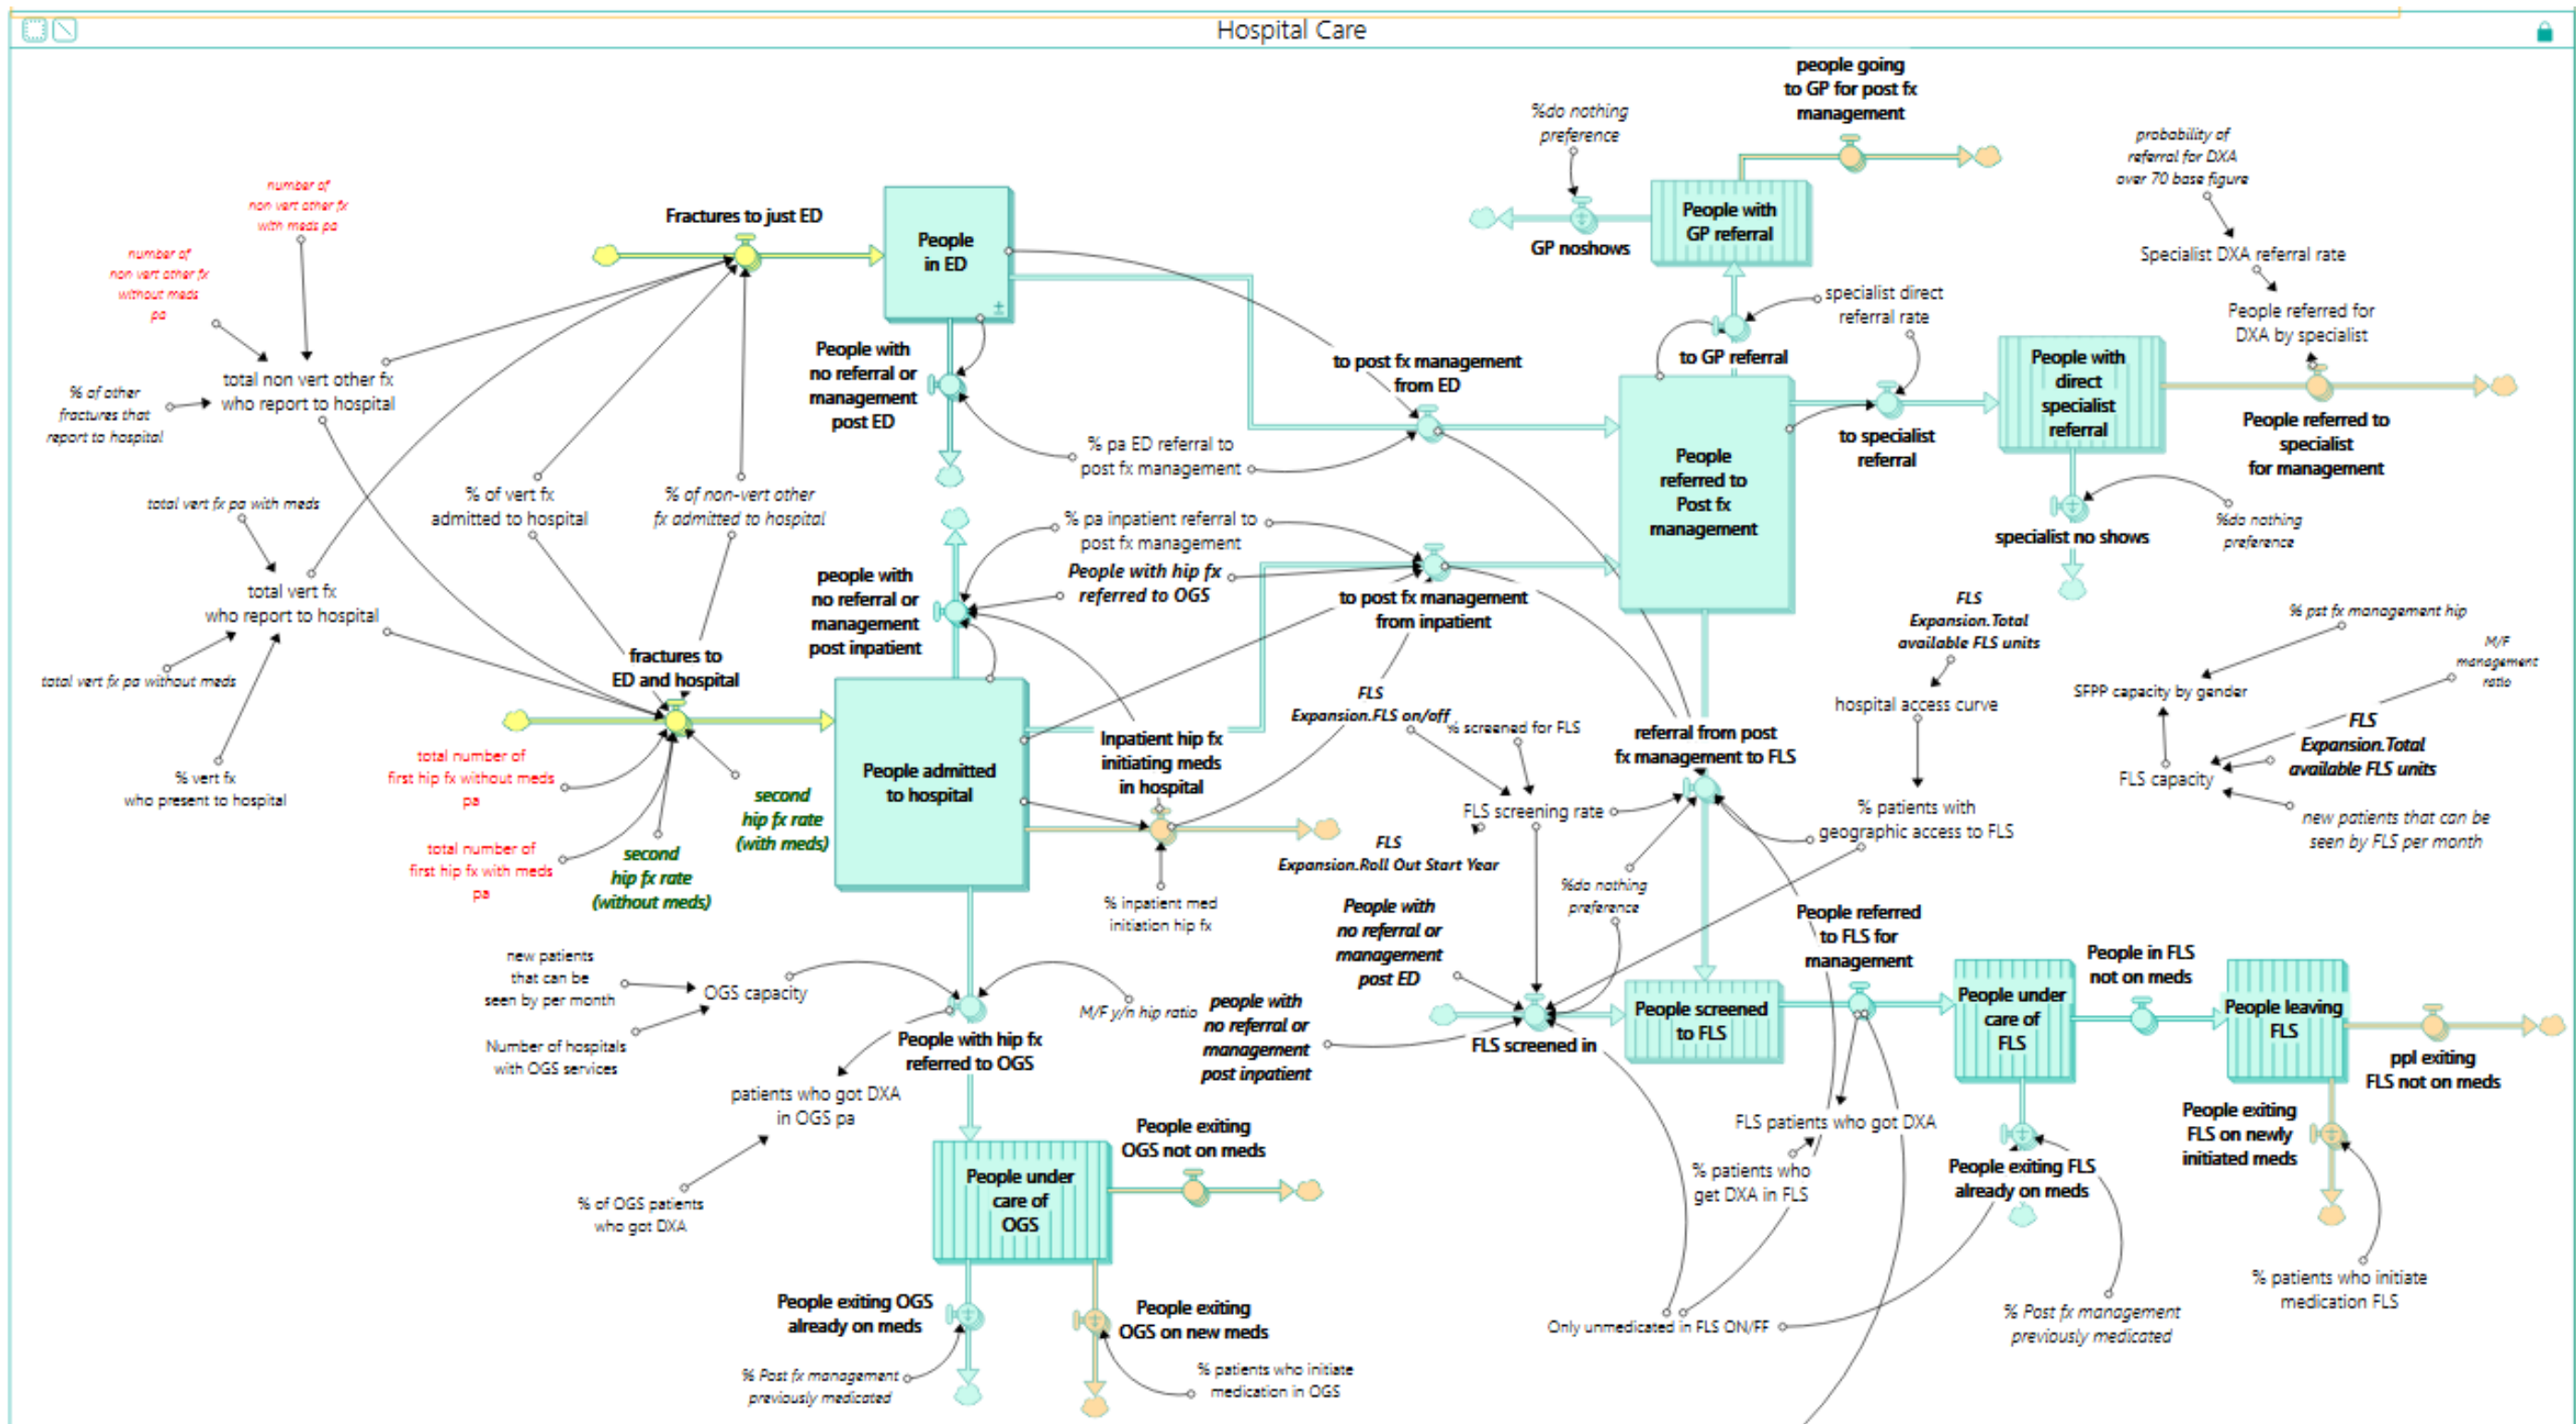 Hospital Care
people going
to GP for post fx
management
%do nothing
preference
probability of
referral for DXA
over 70 base figure
number of
non vert other fx
with meds pa
People with
GP referral
Fractures to just ED
People
in ED
GP noshows
Specialist DXA referral rate
number of
non vert other fx
without meds
pa
specialist direct
referral rate
People referred for
DXA by specialist
People with
no referral or
management
post ED
to post fx management
from ED
to GP referral
People with
direct
specialist
referral
total non vert other fx
who report to hospital
% of other
fractures that
report to hospital
People referred to
specialist
for management
% pa ED referral to
post fx management
to specialist
referral
People
referred to
Post fx
management
total vert fx pa with meds
% of vert fx
admitted to hospital
% of non-vert other
fx admitted to hospital
% pa inpatient referral to
post fx management
specialist no shows
%do nothing
preference
People with hip fx
referred to OGS
people with
no referral or
management
post inpatient
total vert fx
who report to hospital
to post fx management
from inpatient
FLS
Expansion.Total
available FLS units
% pst fx management hip
M/F
management
ratio
total vert fx pa without meds
fractures to
ED and hospital
FLS
Expansion.FLS on/off
% screened for FLS
hospital access curve
SFPP capacity by gender
FLS
Expansion.Total
available FLS units
FLS capacity
Inpatient hip fx
initiating meds
in hospital
referral from post
fx management to FLS
People admitted
to hospital
total number of
first hip fx without meds
pa
% vert fx
who present to hospital
second
hip fx rate
(with meds)
FLS screening rate
% patients with
geographic access to FLS
new patients that can be
seen by FLS per month
total number of
first hip fx with meds
pa
second
hip fx rate
(without meds)
FLS
Expansion.Roll Out Start Year
% inpatient med
initiation hip fx
%do nothing
preference
People with
no referral or
management
post ED
People referred
to FLS for
management
People in FLS
not on meds
new patients
that can be
seen by per month
OGS capacity
M/F y/n hip ratio
people with
no referral or
management
post inpatient
People screened
to FLS
People under
care of
FLS
People leaving
FLS
Number of hospitals
with OGS services
People with hip fx
referred to OGS
FLS screened in
ppl exiting
FLS not on meds
patients who got DXA
in OGS pa
People exiting
OGS not on meds
FLS patients who got DXA
People exiting
FLS on newly
initiated meds
% patients who
get DXA in FLS
People exiting FLS
already on meds
% of OGS patients
who got DXA
People under
care of
OGS
% patients who initiate
medication FLS
People exiting OGS
already on meds
People exiting
OGS on new meds
Only unmedicated in FLS ON/FF
% Post fx management
previously medicated
% Post fx management
previously medicated
% patients who initiate
medication in OGS